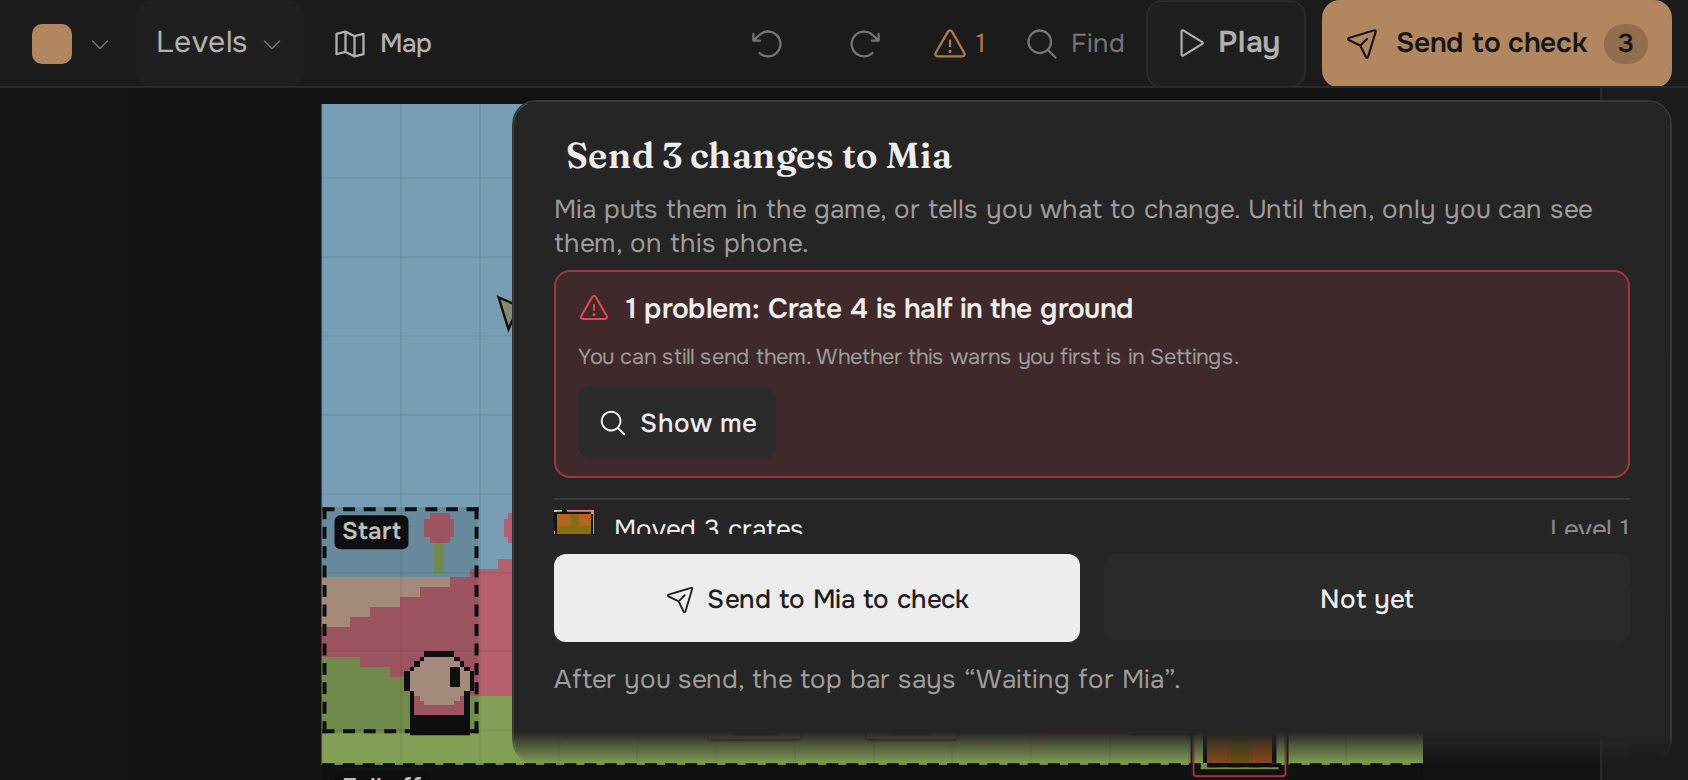 Levels
Map
1
Find
Play
Send to check
3
Send 3 changes to Mia
Mia puts them in the game, or tells you what to change. Until then, only you can see
them, on this phone.
1 problem: Crate 4 is half in the ground
You can still send them. Whether this warns you first is in Settings.
Show me
Moved 3 crates
Level 1
Start
Send to Mia to check
Not yet
After you send, the top bar says “Waiting for Mia”.